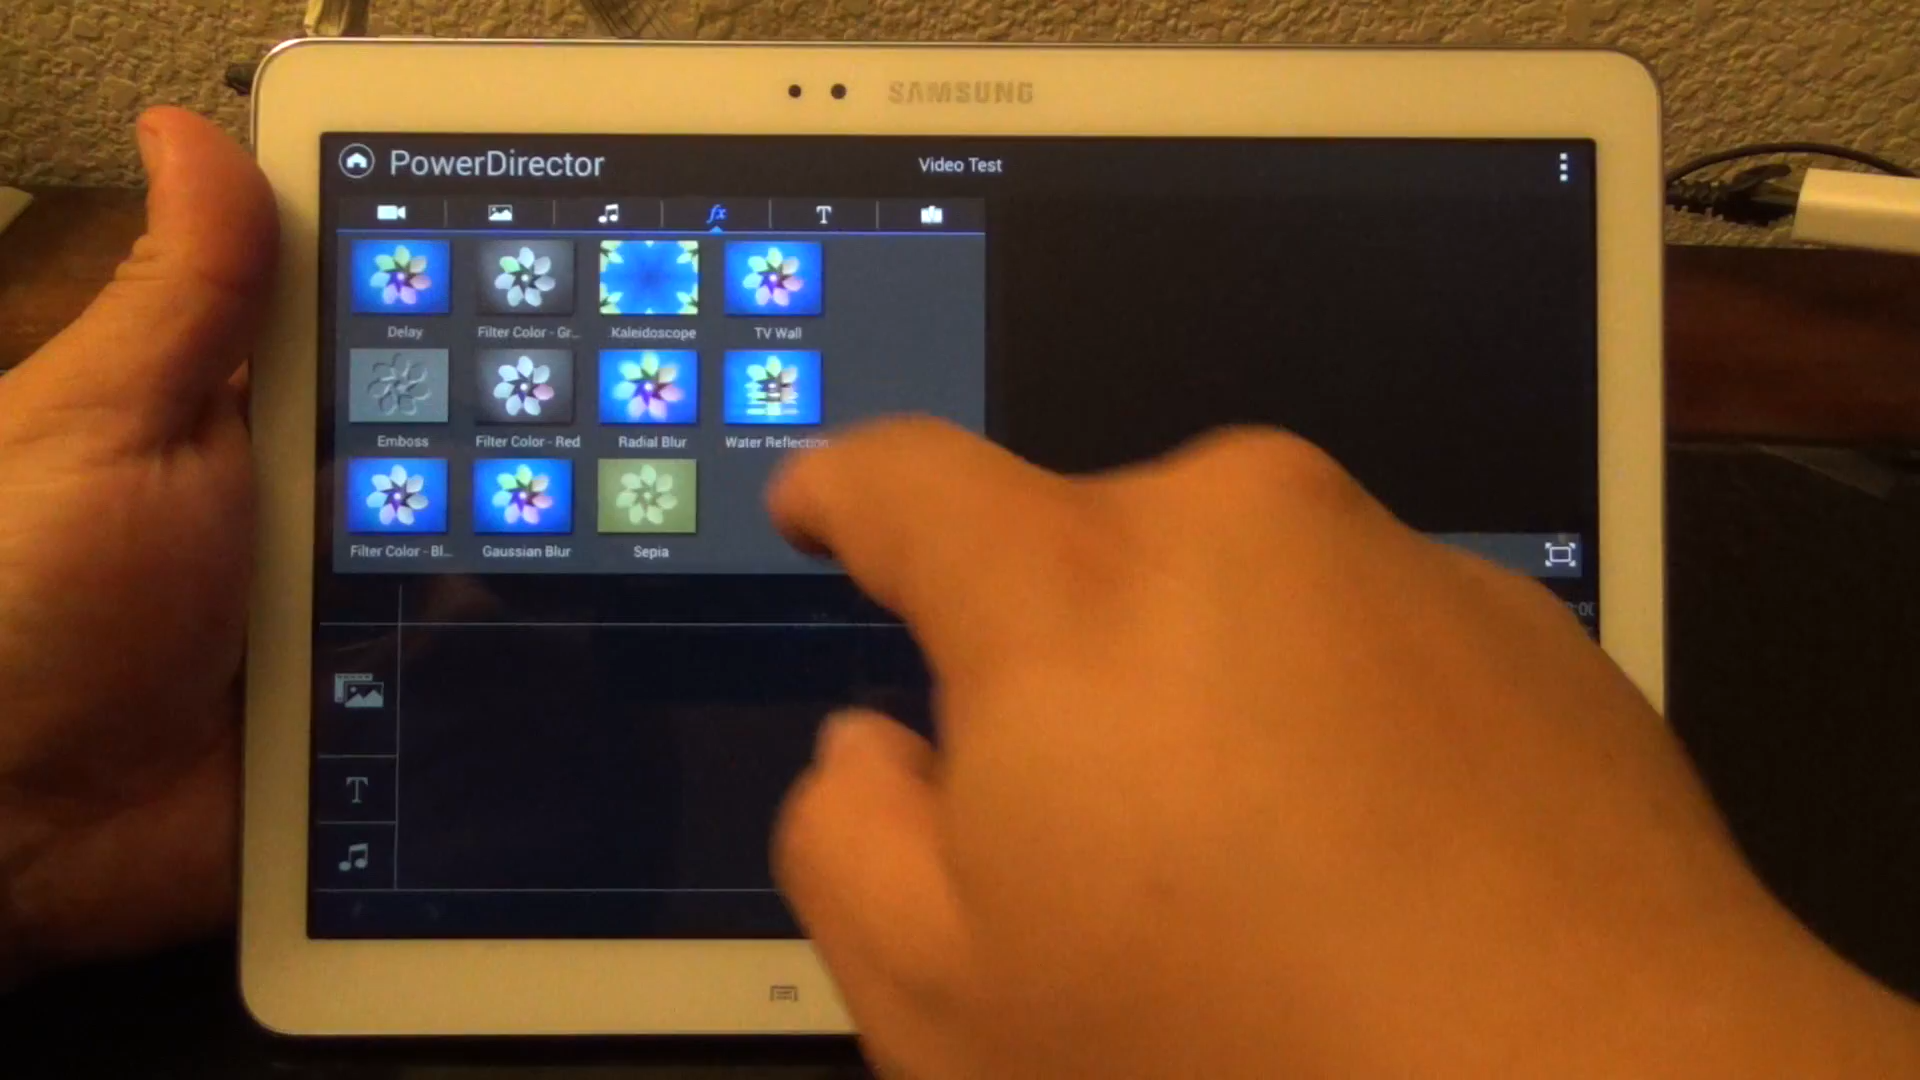 SAMSUNG
PowerDirector
Video Test
fx
T
Delay
Filter Color - Gr...
Kaleidoscope
TV Wall
Emboss
Filter Color - Red
Radial Blur
Water Reflection
Filter Color - Bl...
Gaussian Blur
Sepia
T